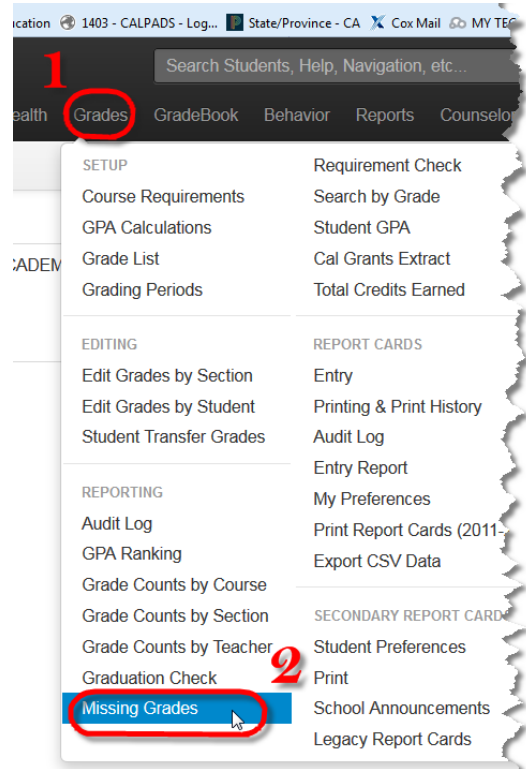 ucation 1403 - CALPADS - Log... State/Province - CA Cox Mail MY TEC
1
Search Students, Help, Navigation, etc...
ealth Grades GradeBook Behavior Reports Counselor
CADEM
SETUP
Course Requirements
GPA Calculations
Grade List
Grading Periods
EDITING
Edit Grades by Section
Edit Grades by Student
Student Transfer Grades
REPORTING
Audit Log
GPA Ranking
Grade Counts by Course
Grade Counts by Section
Grade Counts by Teacher
Graduation Check
2
Missing Grades
Requirement Check
Search by Grade
Student GPA
Cal Grants Extract
Total Credits Earned
REPORT CARDS
Entry
Printing & Print History
Audit Log
Entry Report
My Preferences
Print Report Cards (2011-
Export CSV Data
SECONDARY REPORT CARDS
Student Preferences
Print
School Announcements
Legacy Report Cards